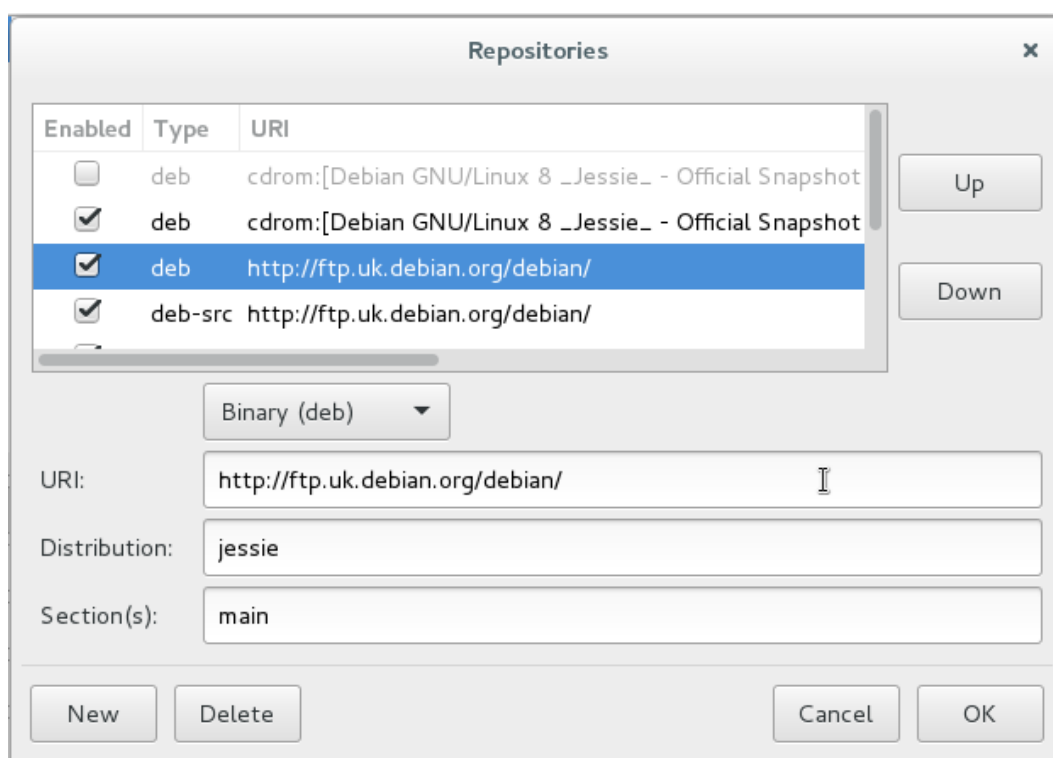 Repositories
Enabled Type URI
deb cdrom:[Debian GNU/Linux 8 _Jessie_ - Official Snapshot
deb cdrom:[Debian GNU/Linux 8 _Jessie_ - Official Snapshot
deb http://ftp.uk.debian.org/debian/
deb-src http://ftp.uk.debian.org/debian/
Up
Down
Binary (deb)
URI: http://ftp.uk.debian.org/debian/
Distribution: jessie
Section(s): main
New Delete Cancel OK